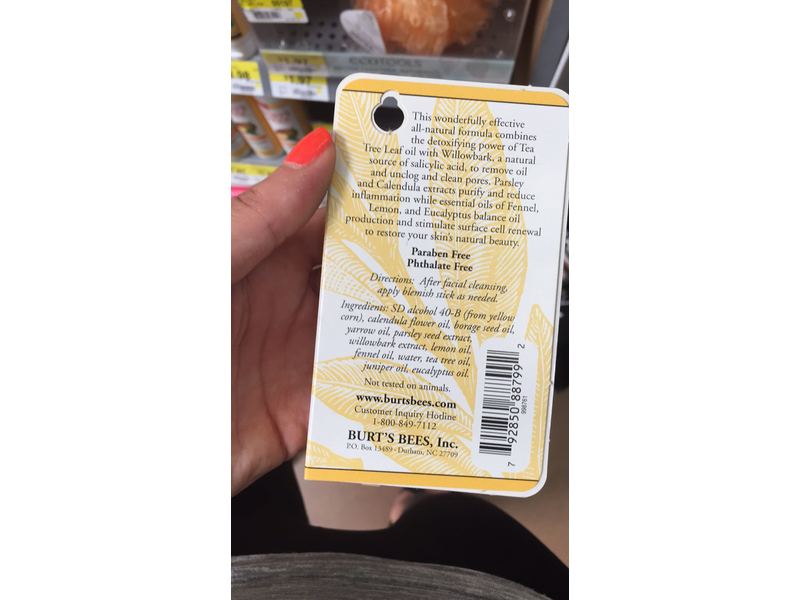 1.97
ECOTOOLS
This wonderfully effective
all-natural formula combines
the detoxifying power of Tea
Tree Leaf oil with Willowbark, a natural
source of salicylic acid, to remove oil
and unclog and clean pores. Parsley
and Calendula extracts purify and reduce
inflammation while essential oils of Fennel,
Lemon, and Eucalyptus balance oil
production and stimulate surface cell renewal
to restore your skin's natural beauty.
Paraben Free
Phthalate Free
Directions: After facial cleansing,
apply blemish stick as needed.
Ingredients: SD alcohol 40-B (from yellow
corn), calendula flower oil, borage seed oil,
yarrow oil, parsley seed extract,
willowbark extract, lemon oil,
fennel oil, water, tea tree oil,
juniper oil, eucalyptus oil.
Not tested on animals.
www.burtsbees.com
Customer Inquiry Hotline
1-800-849-7112
BURT'S BEES, Inc.
P.O. Box 13489 · Durham, NC 27709
7 92850 88799 2
898761